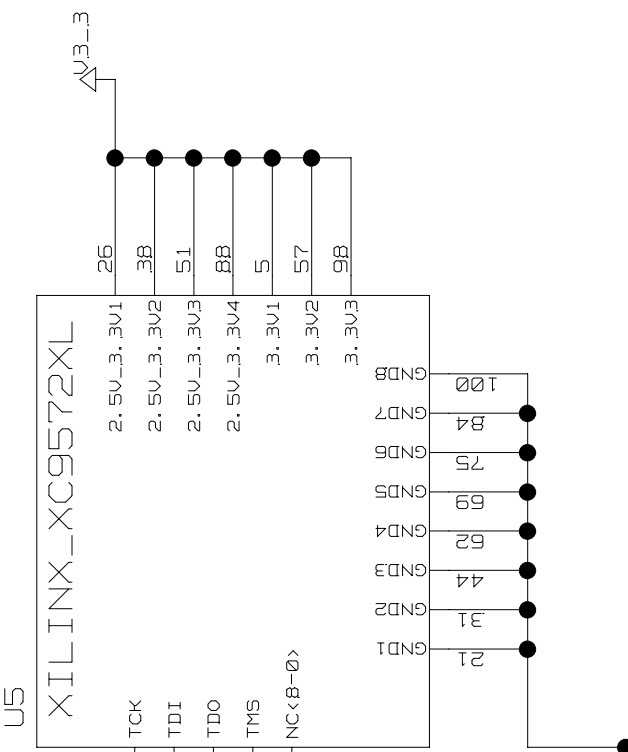 V3_3
26
38
51
88
5
57
98
2.5V_3.3V1
2.5V_3.3V2
2.5V_3.3V3
2.5V_3.3V4
3.3V1
3.3V2
3.3V3
XILINX_XC9572XL
U5
GND8 100
GND7 84
GND6 75
GND5 69
GND4 62
GND3 44
GND2 31
GND1 21
TCK
TDI
TDO
TMS
NC<8-0>